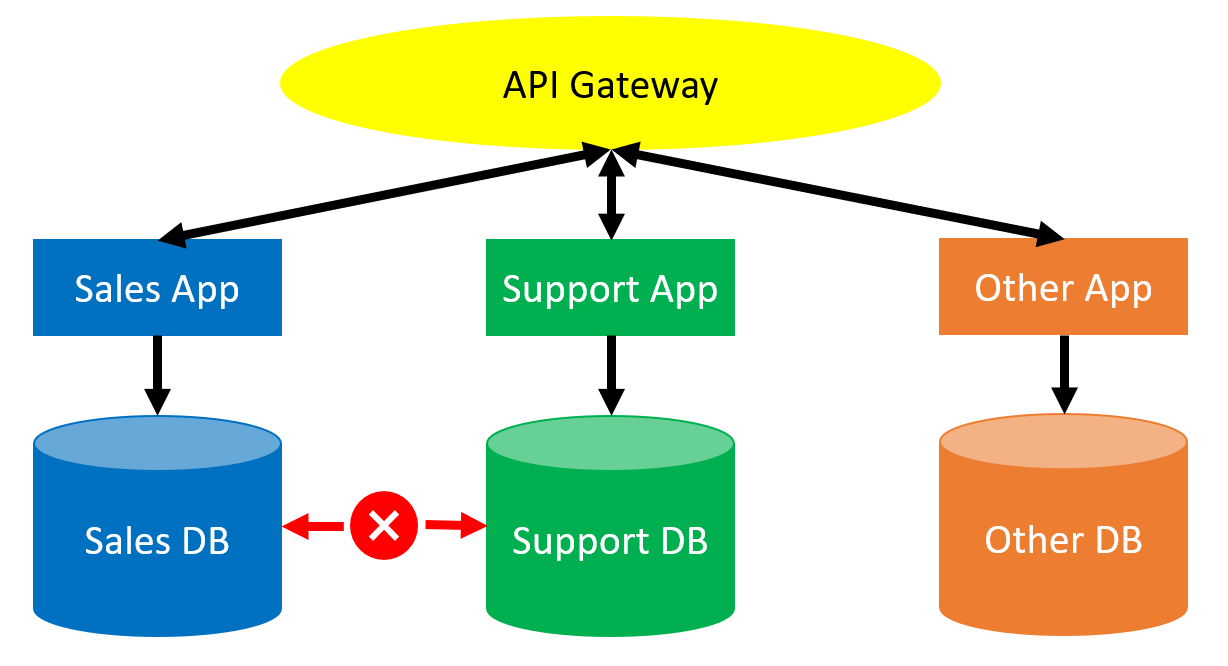 API Gateway
Sales App
Support App
Other App
Sales DB
Support DB
Other DB